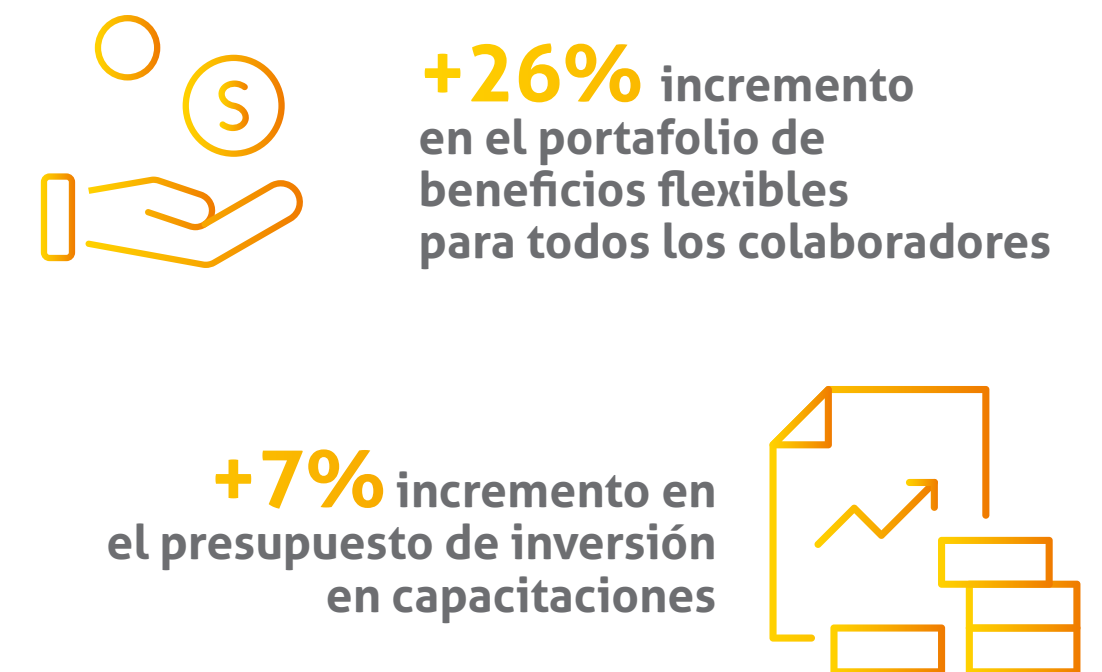 S
+26% incremento
en el portafolio de
beneficios flexibles
para todos los colaboradores
+7% incremento en
el presupuesto de inversión
en capacitaciones